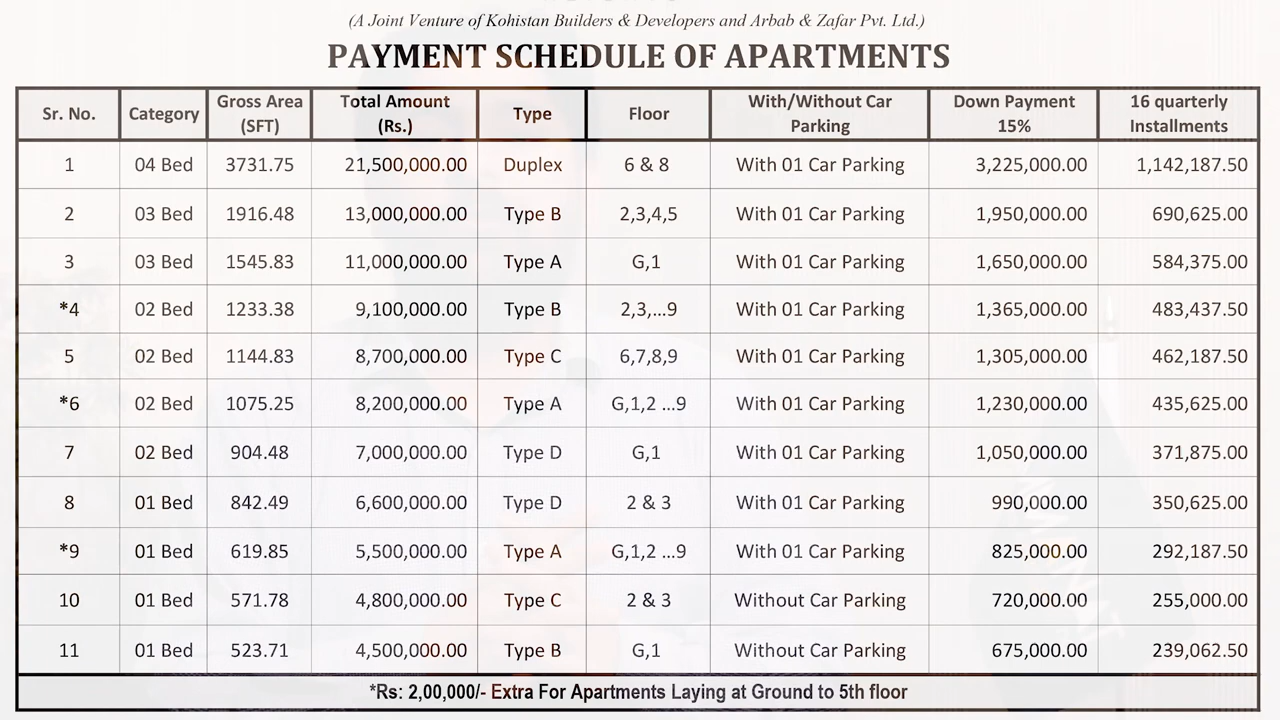 (A Joint Venture of Kohistan Builders & Developers and Arbab & Zafar Pvt. Ltd.)
PAYMENT SCHEDULE OF APARTMENTS
Sr. No. Category Gross Area (SFT) Total Amount (Rs.) Type Floor With/Without Car Parking Down Payment 15% 16 quarterly Installments
1 04 Bed 3731.75 21,500,000.00 Duplex 6 & 8 With 01 Car Parking 3,225,000.00 1,142,187.50
2 03 Bed 1916.48 13,000,000.00 Type B 2,3,4,5 With 01 Car Parking 1,950,000.00 690,625.00
3 03 Bed 1545.83 11,000,000.00 Type A G,1 With 01 Car Parking 1,650,000.00 584,375.00
*4 02 Bed 1233.38 9,100,000.00 Type B 2,3,...9 With 01 Car Parking 1,365,000.00 483,437.50
5 02 Bed 1144.83 8,700,000.00 Type C 6,7,8,9 With 01 Car Parking 1,305,000.00 462,187.50
*6 02 Bed 1075.25 8,200,000.00 Type A G,1,2 ...9 With 01 Car Parking 1,230,000.00 435,625.00
7 02 Bed 904.48 7,000,000.00 Type D G,1 With 01 Car Parking 1,050,000.00 371,875.00
8 01 Bed 842.49 6,600,000.00 Type D 2 & 3 With 01 Car Parking 990,000.00 350,625.00
*9 01 Bed 619.85 5,500,000.00 Type A G,1,2 ...9 With 01 Car Parking 825,000.00 292,187.50
10 01 Bed 571.78 4,800,000.00 Type C 2 & 3 Without Car Parking 720,000.00 255,000.00
11 01 Bed 523.71 4,500,000.00 Type B G,1 Without Car Parking 675,000.00 239,062.50
*Rs: 2,00,000/- Extra For Apartments Laying at Ground to 5th floor